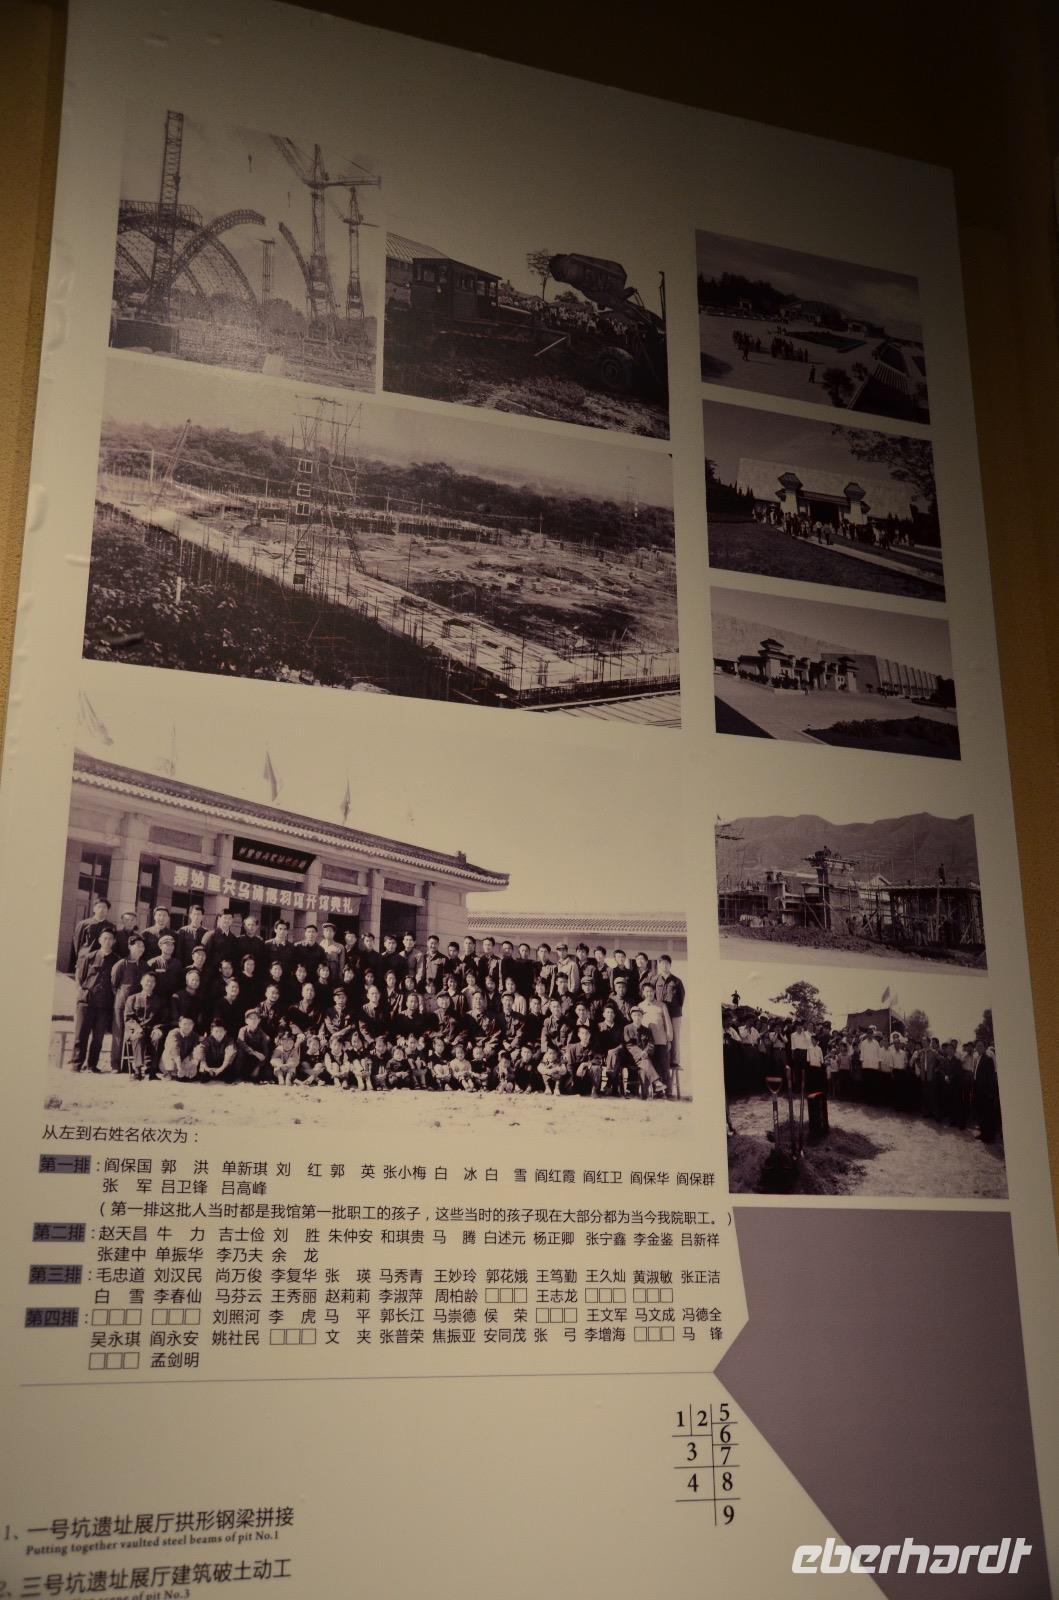 秦始皇兵马俑博物馆开馆典礼
从左到右姓名依次为：
第一排：阎保国 郭 洪 单新琪 刘 红 郭 英 张小梅 白 冰 白 雪 阎红霞 阎红卫 阎保华 阎保群
张 军 吕卫锋 吕高峰
（第一排这批人当时都是我馆第一批职工的孩子，这些当时的孩子现在大部分都为当今我院职工。）
第二排：赵天昌 牛 力 吉士俭 刘 胜 朱仲安 和琪贵 马 腾 白述元 杨正卿 张宁鑫 李金鉴 吕新祥
张建中 单振华 李乃夫 余 龙
第三排：毛忠道 刘汉民 尚万俊 李复华 张 瑛 马秀青 王妙玲 郭花娥 王笃勤 王久灿 黄淑敏 张正洁
白 雪 李春仙 马芬云 王秀丽 赵莉莉 李淑萍 周柏龄 □□□ 王志龙 □□□ □□□
第四排：□□□ □□□ 刘照河 李 虎 马 平 郭长江 马崇德 侯 荣 □□□ 王文军 马文成 冯德全
吴永琪 阎永安 姚社民 □□□ 文 夹 张普荣 焦振亚 安同茂 张 弓 李增海 □□□ 马 锋
□□□ 孟剑明
1 2 5
6
3 7
4 8
9
1、一号坑遗址展厅拱形钢梁拼接
Putting together vaulted steel beams of pit No.1
2、三号坑遗址展厅建筑破土动工
scene of pit No.3
eberhardt